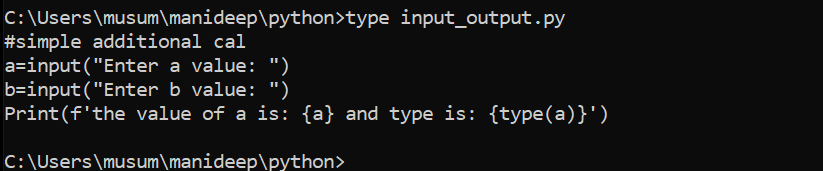 C:\Users\musum\manideep\python>type input_output.py
#simple additional cal
a=input("Enter a value: ")
b=input("Enter b value: ")
Print(f'the value of a is: {a} and type is: {type(a)}')
C:\Users\musum\manideep\python>